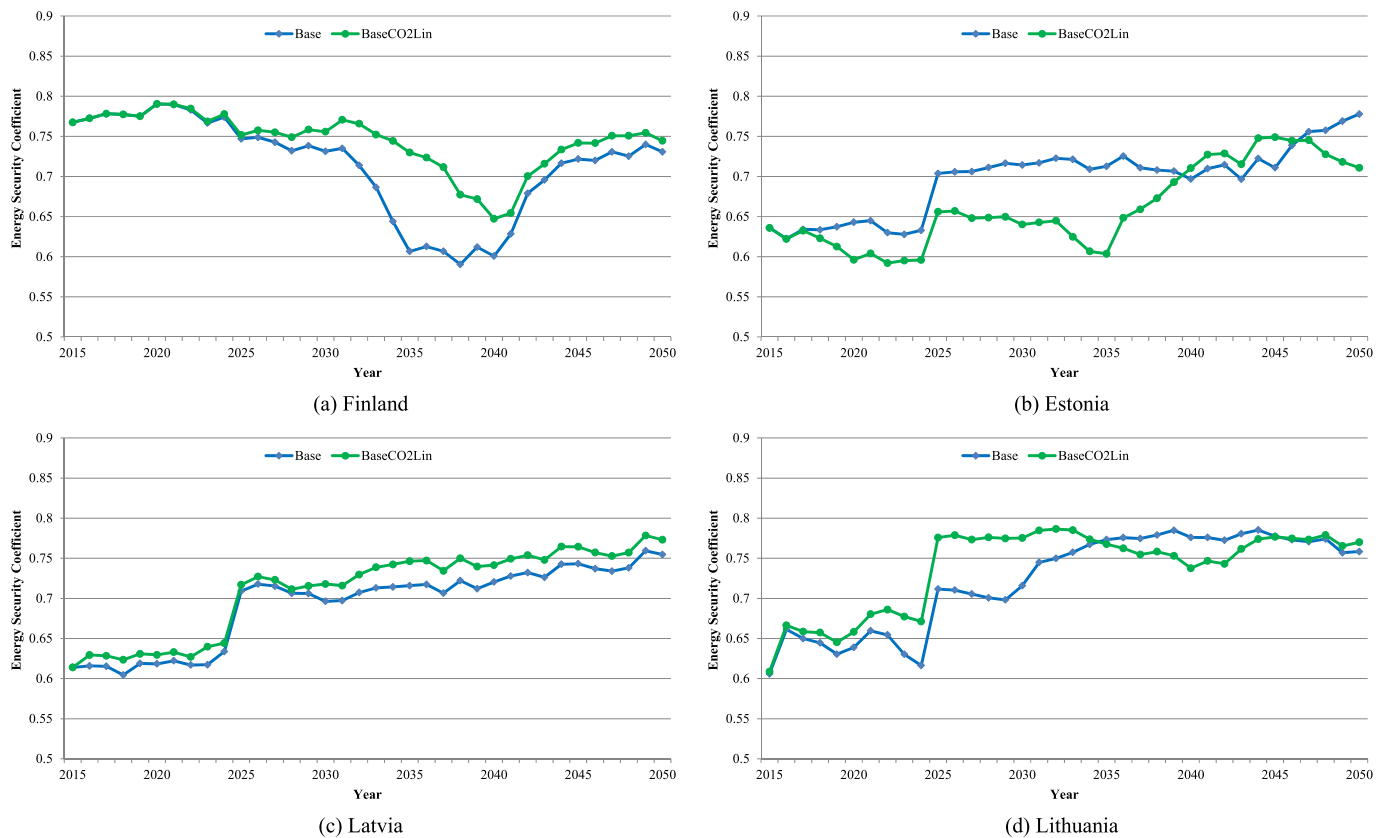 0.9
0.85
0.8
0.75
0.7
0.65
0.6
0.55
0.5
Energy Security Coefficient
Base BaseCO2Lin
2015 2020 2025 2030 2035 2040 2045 2050
Year
(a) Finland
0.9
0.85
0.8
0.75
0.7
0.65
0.6
0.55
0.5
Energy Security Coefficient
Base BaseCO2Lin
2015 2020 2025 2030 2035 2040 2045 2050
Year
(b) Estonia
0.9
0.85
0.8
0.75
0.7
0.65
0.6
0.55
0.5
Energy Security Coefficient
Base BaseCO2Lin
2015 2020 2025 2030 2035 2040 2045 2050
Year
(c) Latvia
0.9
0.85
0.8
0.75
0.7
0.65
0.6
0.55
0.5
Energy Security Coefficient
Base BaseCO2Lin
2015 2020 2025 2030 2035 2040 2045 2050
Year
(d) Lithuania